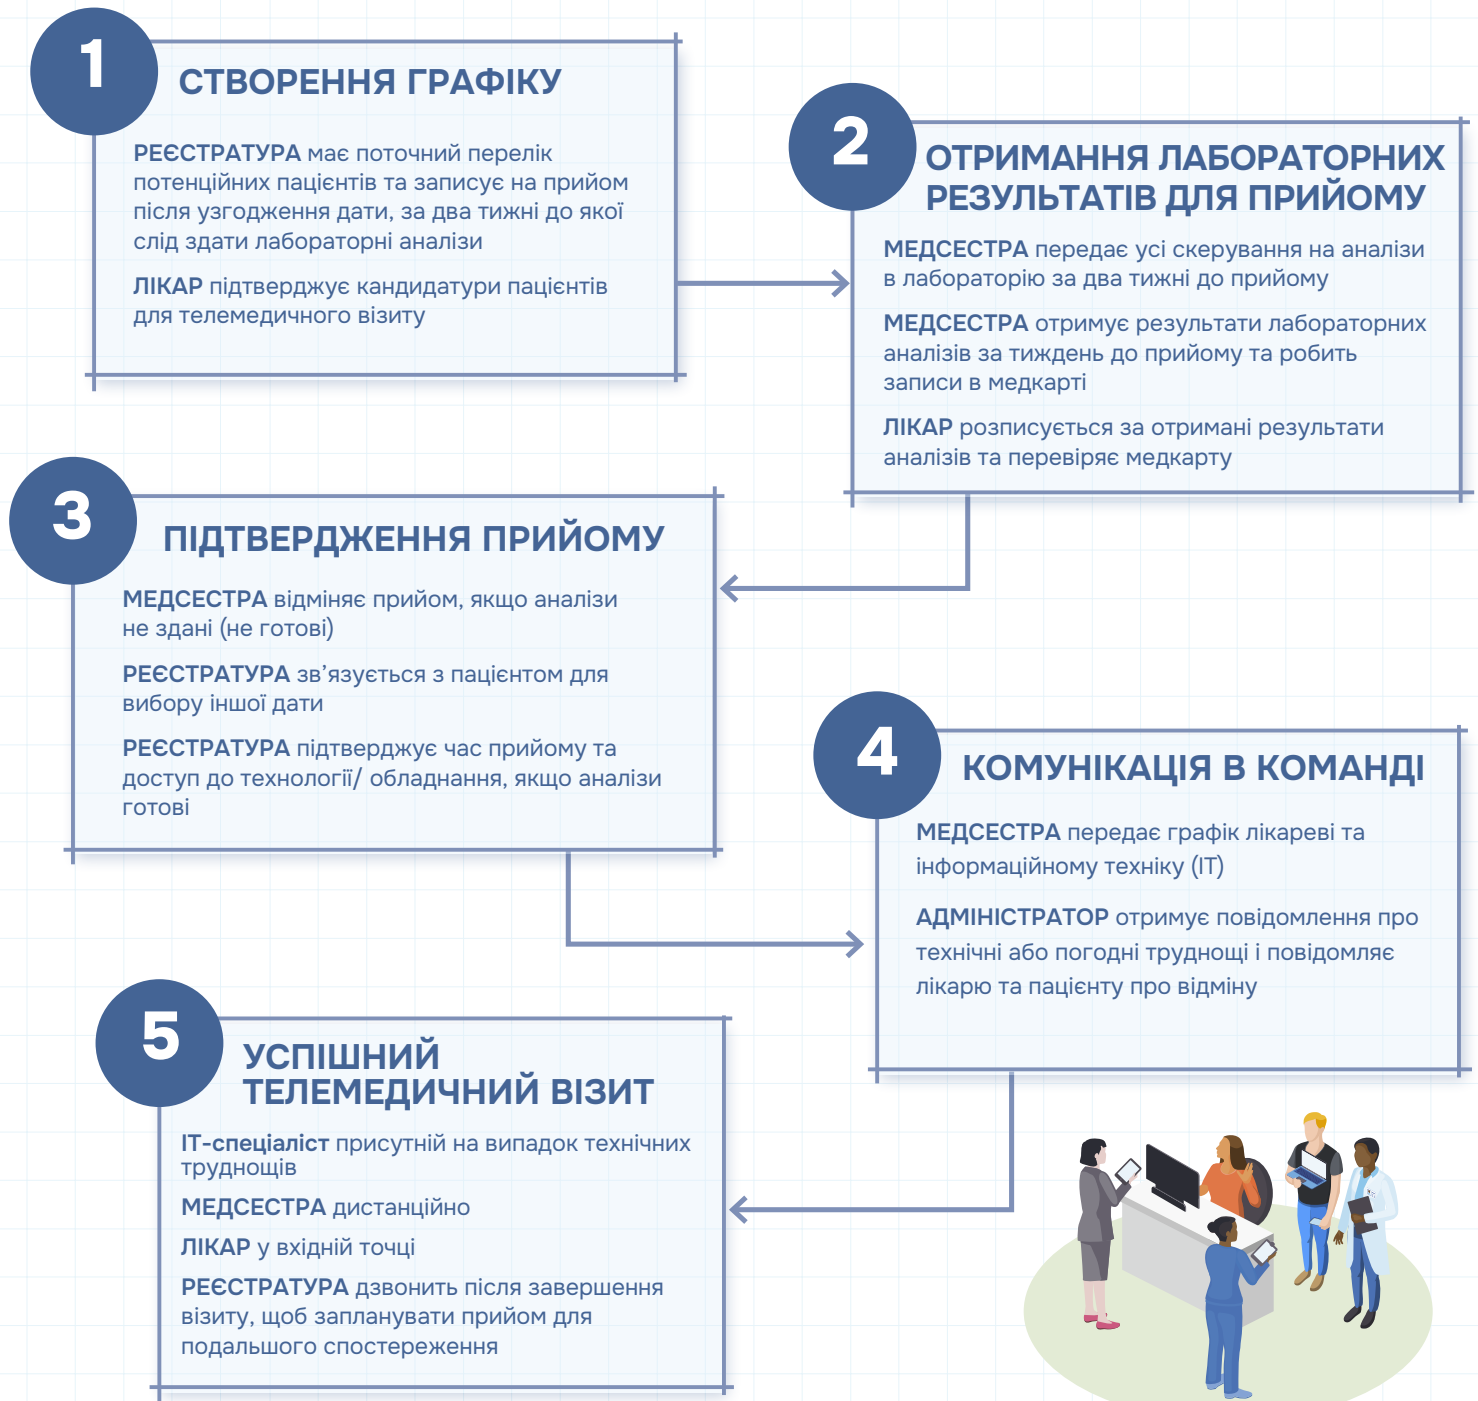 1
СТВОРЕННЯ ГРАФІКУ
РЕЄСТРАТУРА має поточний перелік
потенційних пацієнтів та записує на прийом
після узгодження дати, за два тижні до якої
слід здати лабораторні аналізи
ЛІКАР підтверджує кандидатури пацієнтів
для телемедичного візиту
2
ОТРИМАННЯ ЛАБОРАТОРНИХ
РЕЗУЛЬТАТІВ ДЛЯ ПРИЙОМУ
МЕДСЕСТРА передає усі скерування на аналізи
в лабораторію за два тижні до прийому
МЕДСЕСТРА отримує результати лабораторних
аналізів за тиждень до прийому та робить
записи в медкарті
ЛІКАР розписується за отримані результати
аналізів та перевіряє медкарту
3
ПІДТВЕРДЖЕННЯ ПРИЙОМУ
МЕДСЕСТРА відміняє прийом, якщо аналізи
не здані (не готові)
РЕЄСТРАТУРА зв’язується з пацієнтом для
вибору іншої дати
РЕЄСТРАТУРА підтверджує час прийому та
доступ до технології/ обладнання, якщо аналізи
готові
4
КОМУНІКАЦІЯ В КОМАНДІ
МЕДСЕСТРА передає графік лікареві та
інформаційному техніку (ІТ)
АДМІНІСТРАТОР отримує повідомлення про
технічні або погодні труднощі і повідомляє
лікарю та пацієнту про відміну
5
УСПІШНИЙ
ТЕЛЕМЕДИЧНИЙ ВІЗИТ
ІТ-спеціаліст присутній на випадок технічних
труднощів
МЕДСЕСТРА дистанційно
ЛІКАР у вхідній точці
РЕЄСТРАТУРА дзвонить після завершення
візиту, щоб запланувати прийом для
подальшого спостереження